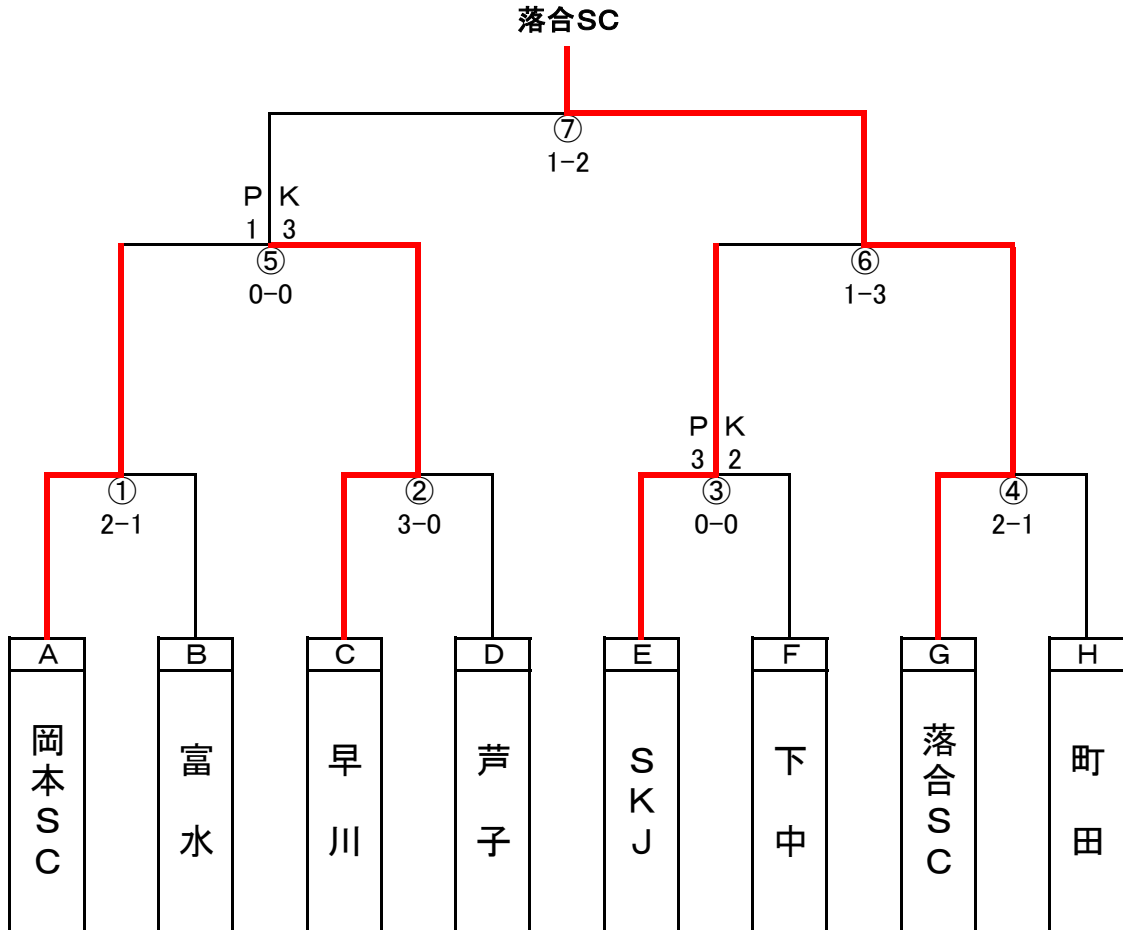 落合SC
⑦
1-2
P K
1 3
⑤
0-0
⑥
1-3
P K
3 2
①
2-1
②
3-0
③
0-0
④
2-1
A
B
C
D
E
F
G
H
岡本SC
富水
早川
芦子
SKJ
下中
落合SC
町田